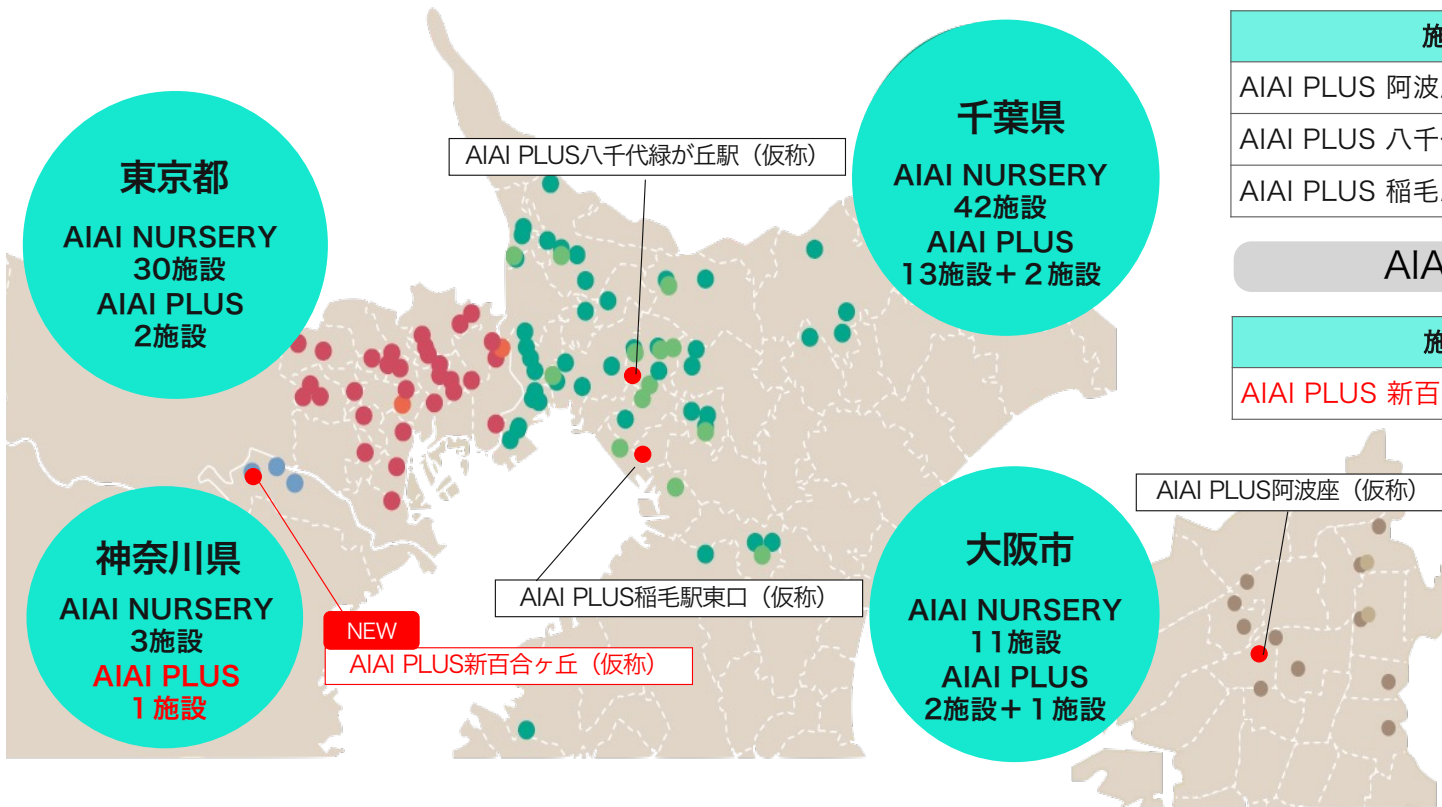 東京都
AIAI NURSERY
30施設
AIAI PLUS
2施設
AIAI PLUS八千代緑が丘駅（仮称）
千葉県
AIAI NURSERY
42施設
AIAI PLUS
13施設＋２施設
施
AIAI PLUS 阿波
AIAI PLUS 八千
AIAI PLUS 稲毛
AIA
施
AIAI PLUS 新百
神奈川県
AIAI NURSERY
3施設
AIAI PLUS
１施設
NEW
AIAI PLUS新百合ヶ丘（仮称）
AIAI PLUS稲毛駅東口（仮称）
大阪市
AIAI NURSERY
11施設
AIAI PLUS
2施設＋１施設
AIAI PLUS阿波座（仮称）